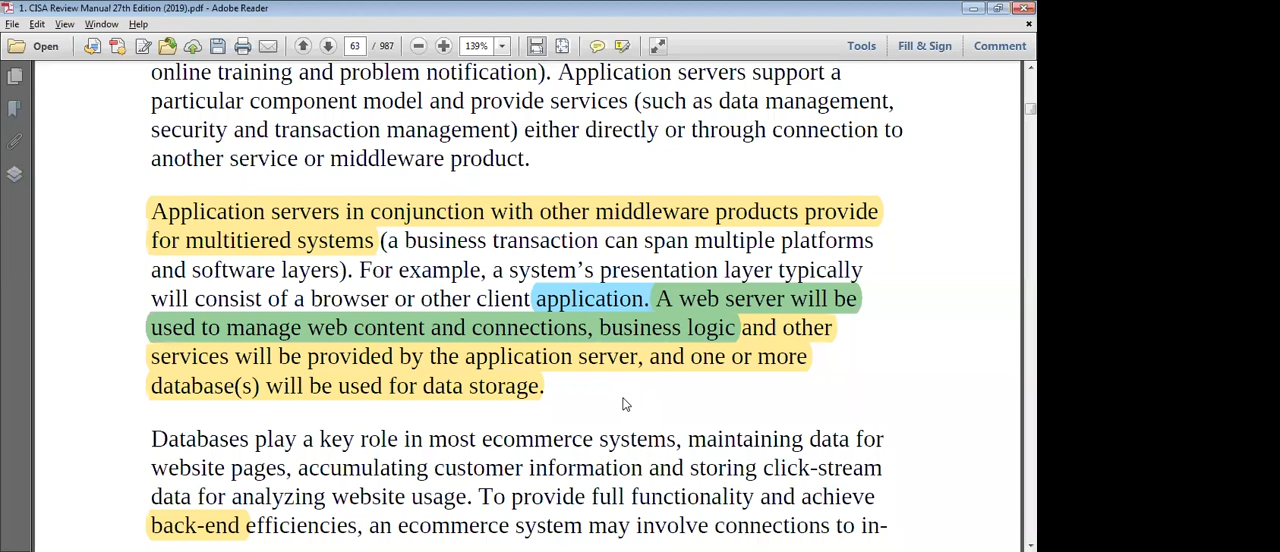 1. CISA Review Manual 27th Edition (2019).pdf - Adobe Reader
File Edit View Window Help
Open 63 / 987 139% Tools Fill & Sign Comment
online training and problem notification). Application servers support a
particular component model and provide services (such as data management,
security and transaction management) either directly or through connection to
another service or middleware product.
Application servers in conjunction with other middleware products provide
for multitiered systems (a business transaction can span multiple platforms
and software layers). For example, a system’s presentation layer typically
will consist of a browser or other client application. A web server will be
used to manage web content and connections, business logic and other
services will be provided by the application server, and one or more
database(s) will be used for data storage.
Databases play a key role in most ecommerce systems, maintaining data for
website pages, accumulating customer information and storing click-stream
data for analyzing website usage. To provide full functionality and achieve
back-end efficiencies, an ecommerce system may involve connections to in-